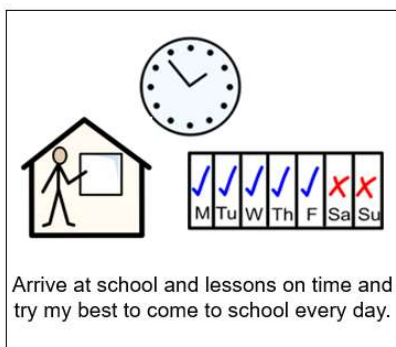 M Tu W Th F Sa Su
Arrive at school and lessons on time and
try my best to come to school every day.